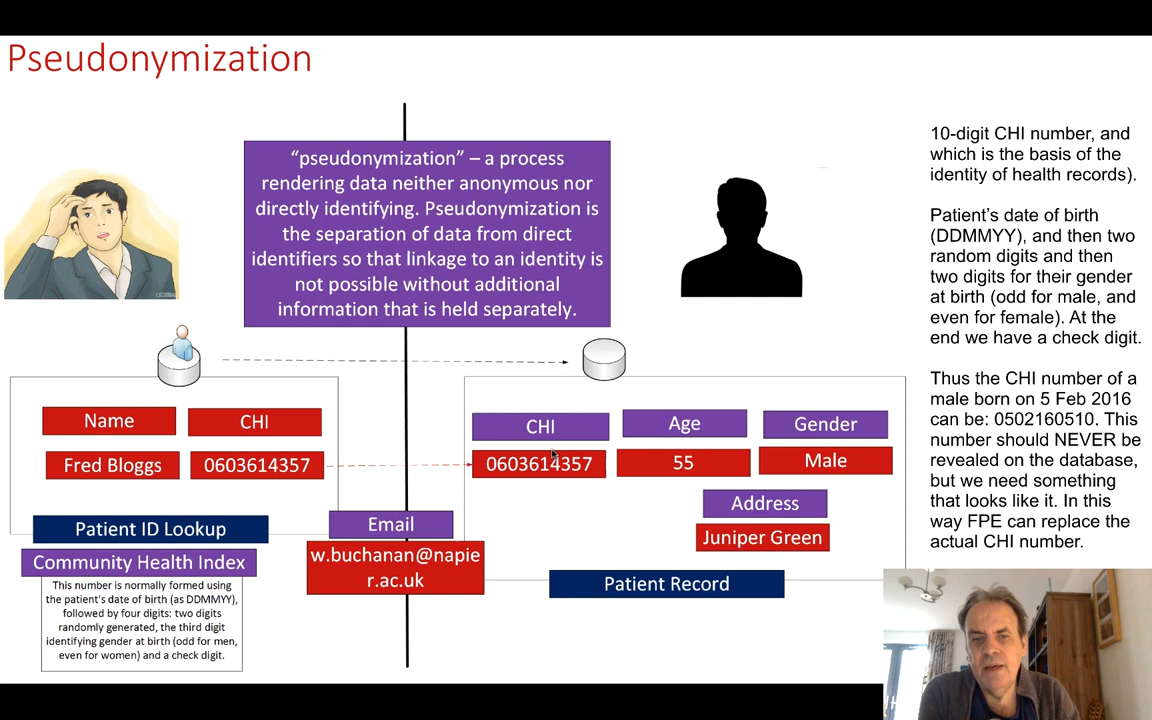 Pseudonymization
“pseudonymization” – a process
rendering data neither anonymous nor
directly identifying. Pseudonymization is
the separation of data from direct
identifiers so that linkage to an identity is
not possible without additional
information that is held separately.
10-digit CHI number, and
which is the basis of the
identity of health records).
Patient’s date of birth
(DDMMYY), and then two
random digits and then
two digits for their gender
at birth (odd for male, and
even for female). At the
end we have a check digit.
Thus the CHI number of a
male born on 5 Feb 2016
can be: 0502160510. This
number should NEVER be
revealed on the database,
but we need something
that looks like it. In this
way FPE can replace the
actual CHI number.
Name CHI
Fred Bloggs 0603614357
Patient ID Lookup
Community Health Index
This number is normally formed using
the patient's date of birth (as DDMMYY),
followed by four digits: two digits
randomly generated, the third digit
identifying gender at birth (odd for men,
even for women) and a check digit.
Email
w.buchanan@napie
r.ac.uk
CHI Age Gender
0603614357 55 Male
Address
Juniper Green
Patient Record